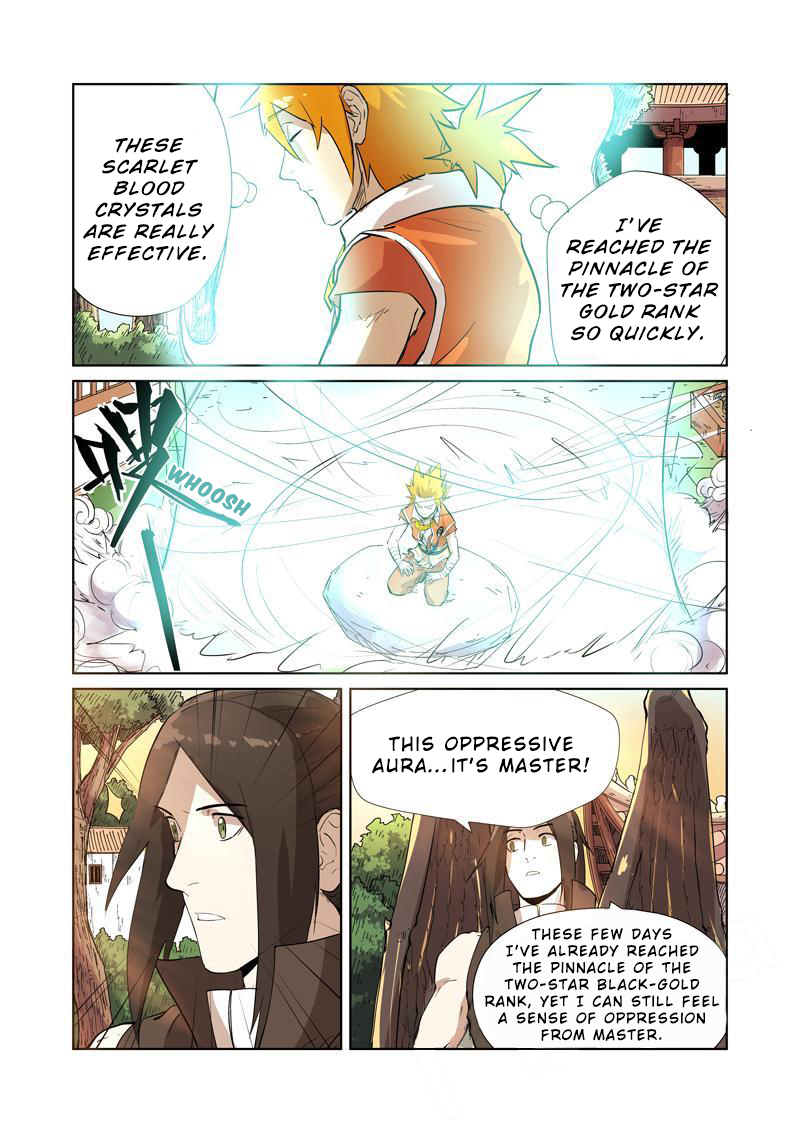 THESE
SCARLET
BLOOD
CRYSTALS
ARE REALLY
EFFECTIVE.
I'VE
REACHED THE
PINNACLE OF
THE TWO-STAR
GOLD RANK
SO QUICKLY.
WHOOSH
THIS OPPRESSIVE
AURA...IT'S MASTER!
THESE FEW DAYS
I'VE ALREADY REACHED
THE PINNACLE OF THE
TWO-STAR BLACK-GOLD
RANK, YET I CAN STILL FEEL
A SENSE OF OPPRESSION
FROM MASTER.